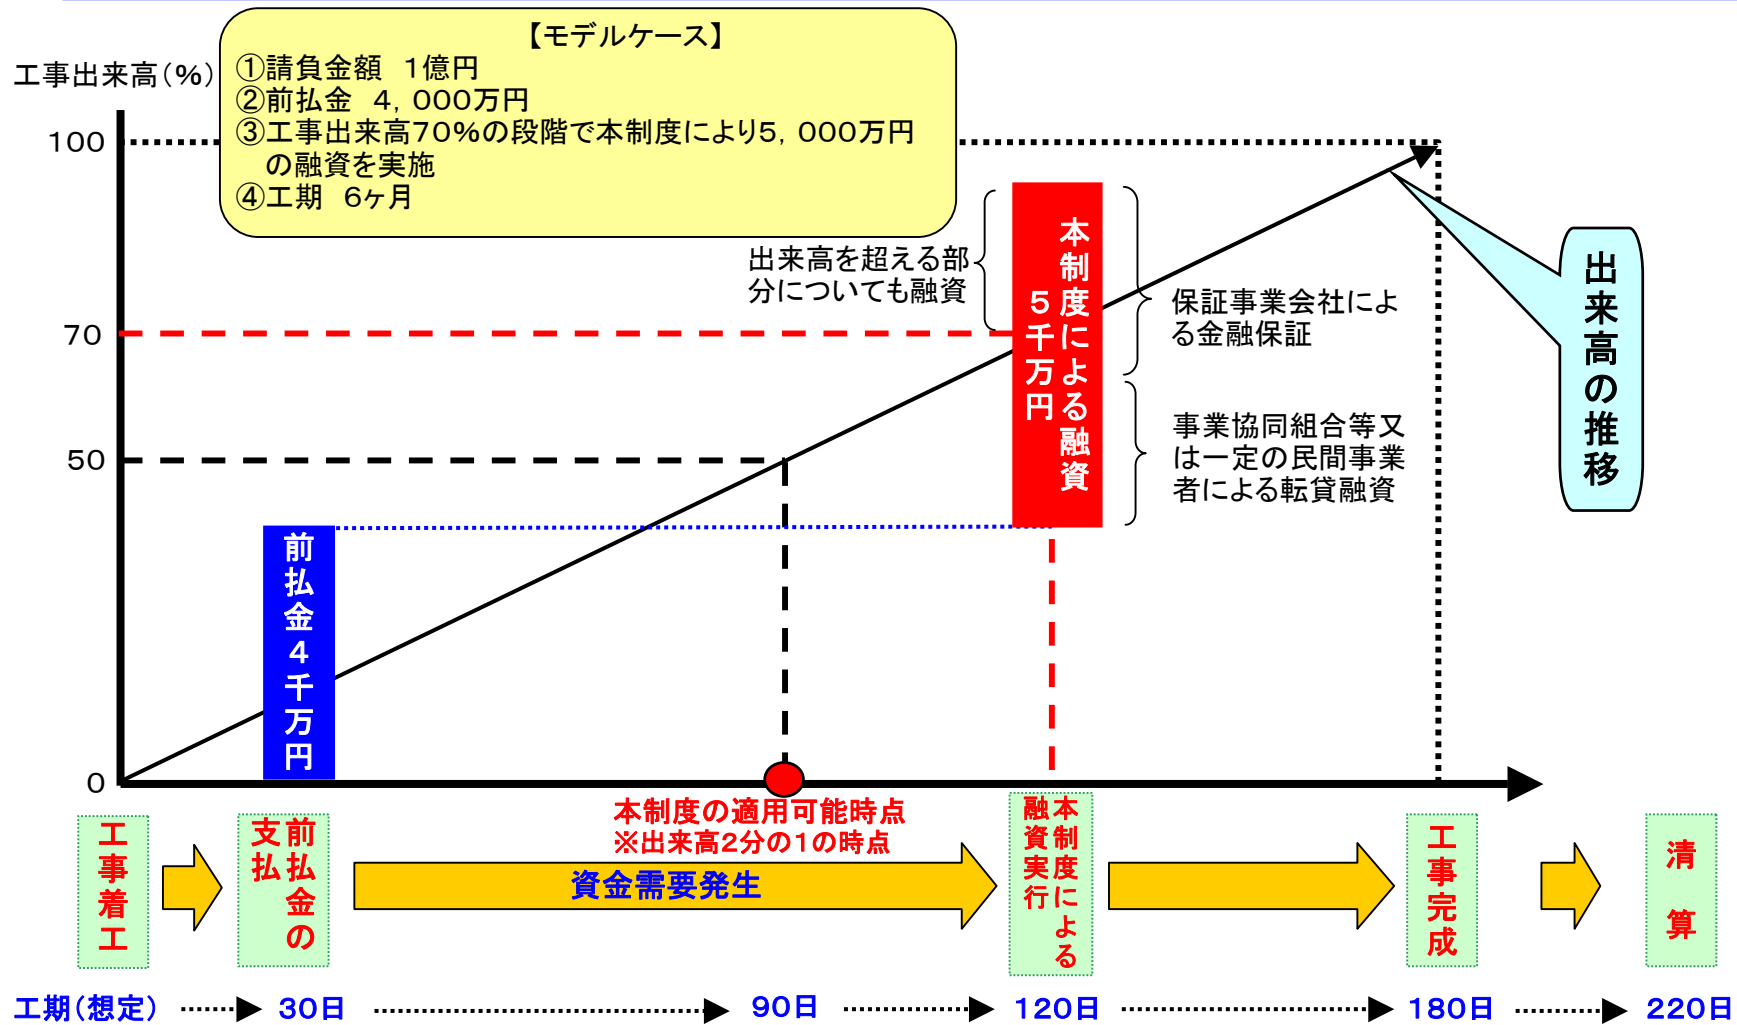 【モデルケース】
①請負金額　1億円
②前払金　4，000万円
③工事出来高70％の段階で本制度により5，000万円
の融資を実施
④工期　6ヶ月
工事出来高（％）
100
70
50
0
出来高を超える部
分についても融資
本制度による融資
5千万円
保証事業会社によ
る金融保証
事業協同組合等又
は一定の民間事業
者による転貸融資
出来高の推移
前払金4千万円
本制度の適用可能時点
※出来高2分の1の時点
工事着工
前払金の
支払
資金需要発生
本制度による
融資実行
工事完成
清算
工期（想定）
30日
90日
120日
180日
220日